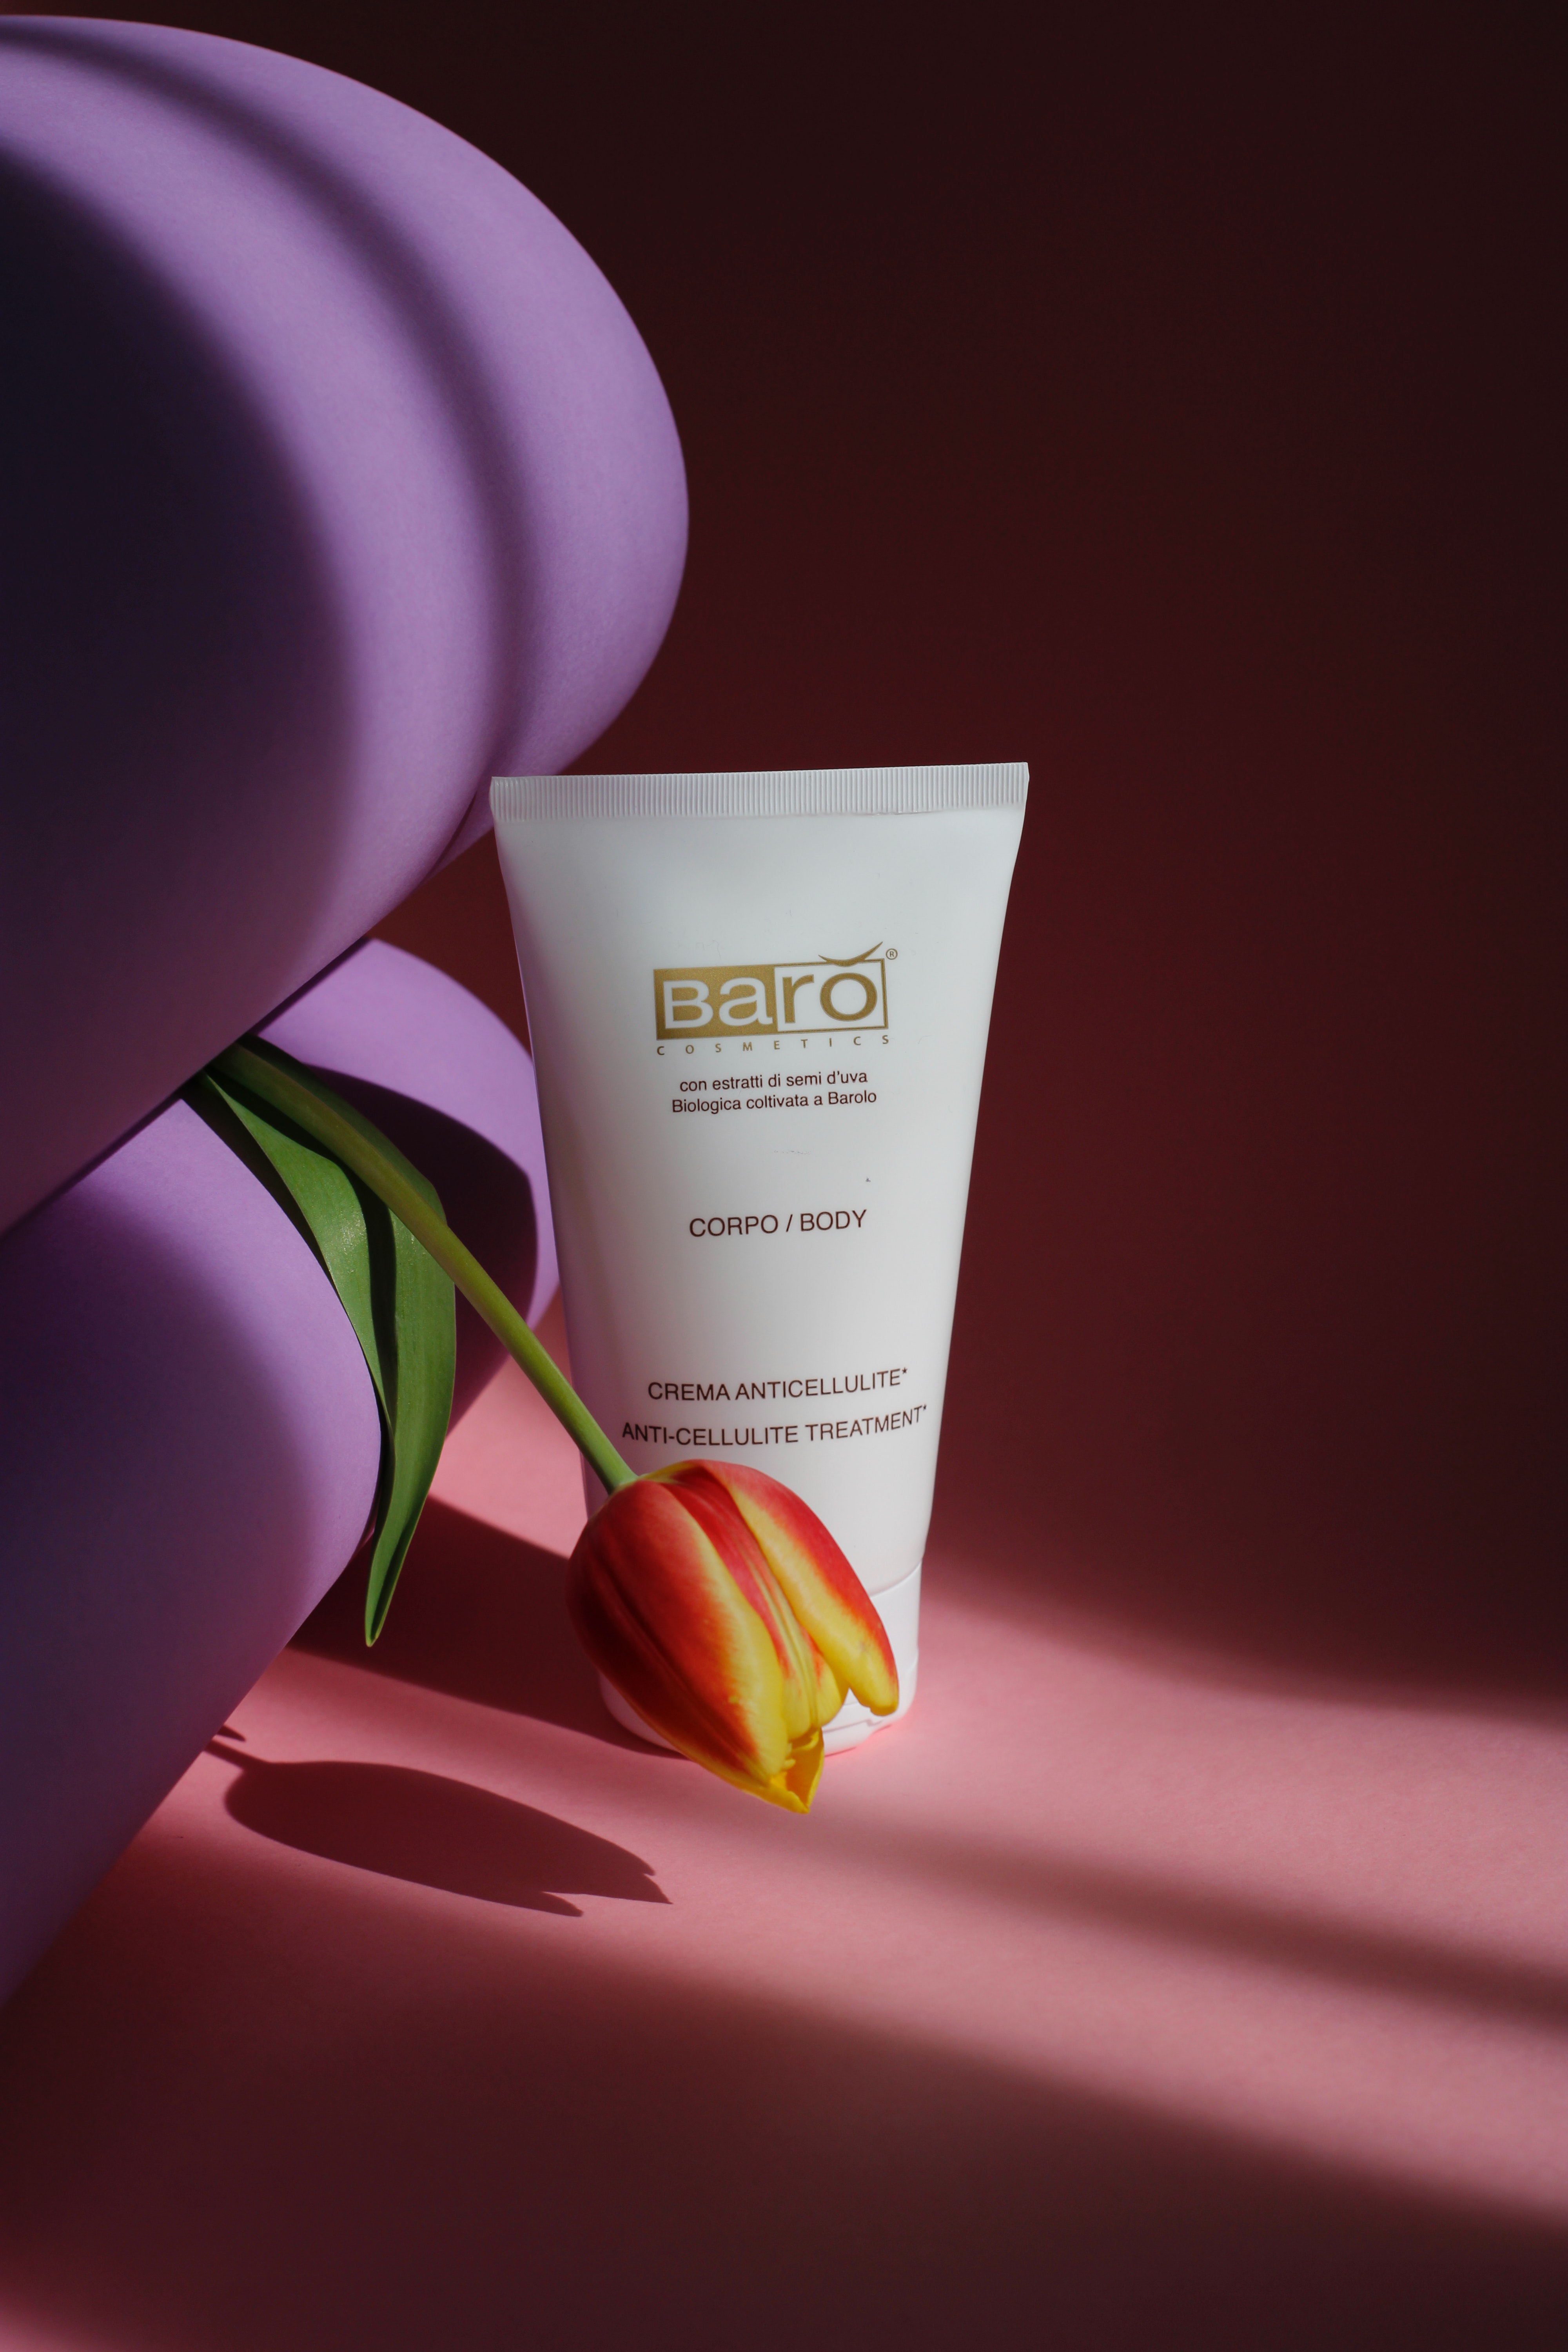 Barò®
COSMETICS
con estratti di semi d'uva
Biologica coltivata a Barolo
CORPO / BODY
CREMA ANTICELLULITE*
ANTI-CELLULITE TREATMENT*